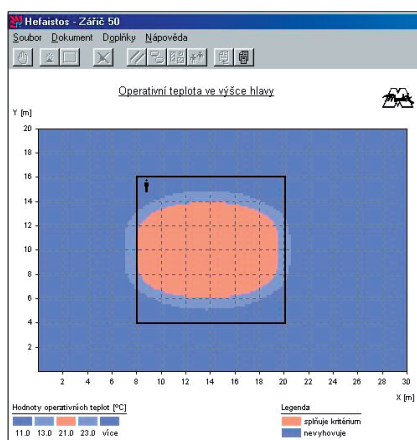 Hefaistos - Zářič 50
Soubor Dokument Doplňky Nápověda
Operativní teplota ve výšce hlavy
Y [m]
20
18
16
14
12
10
8
6
4
2
2 4 6 8 10 12 14 16 18 20 22 24 26 28 30
X [m]
Hodnoty operativních teplot [ºC]
11.0 13.0 21.0 23.0 více
Legenda
splňuje kritérium
nevyhovuje